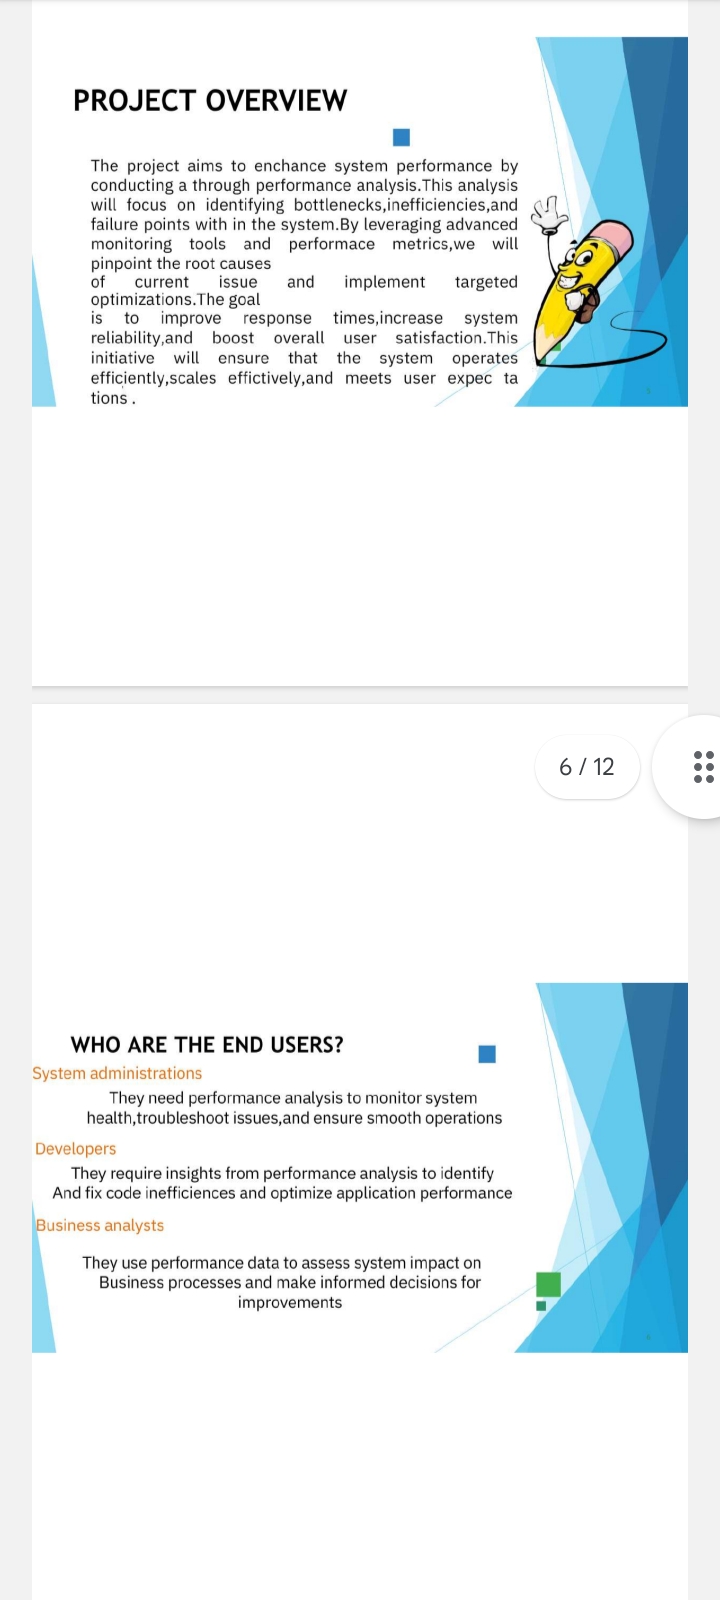 PROJECT OVERVIEW
The project aims to enchance system performance by
conducting a through performance analysis.This analysis
will focus on identifying bottlenecks,inefficiencies,and
failure points with in the system.By leveraging advanced
monitoring tools and performace metrics,we will
pinpoint the root causes
of current issue and implement targeted
optimizations.The goal
is to improve response times,increase system
reliability,and boost overall user satisfaction.This
initiative will ensure that the system operates
efficiently,scales effictively,and meets user expec ta
tions .
6 / 12
WHO ARE THE END USERS?
System administrations
They need performance analysis to monitor system
health,troubleshoot issues,and ensure smooth operations
Developers
They require insights from performance analysis to identify
And fix code inefficiences and optimize application performance
Business analysts
They use performance data to assess system impact on
Business processes and make informed decisions for
improvements